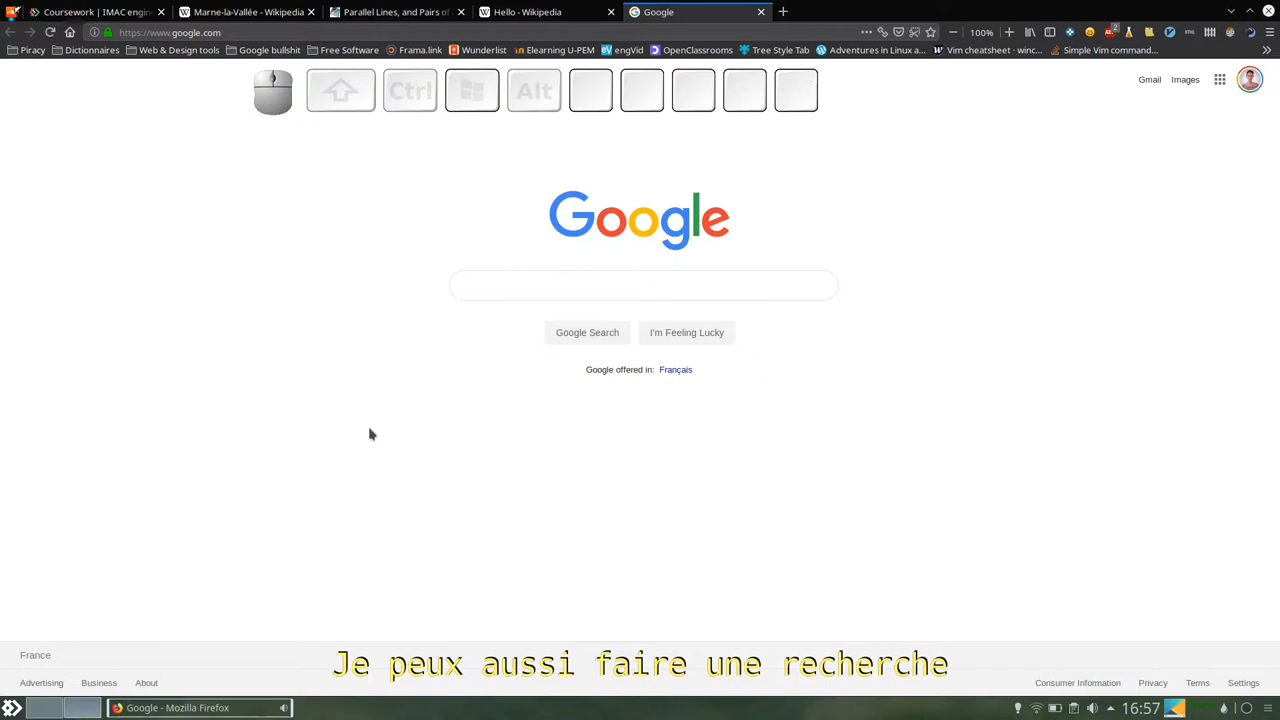 Coursework | IMAC engine
Marne-la-Vallée - Wikipedia
Parallel Lines, and Pairs of
Hello - Wikipedia
Google
https://www.google.com
100%
2
Piracy
Dictionnaires
Web & Design tools
Google bullshit
Free Software
Frama.link
Wunderlist
Elearning U-PEM
engVid
OpenClassrooms
Tree Style Tab
Adventures in Linux a...
Vim cheatsheet - winc...
Simple Vim command...
Ctrl
Alt
Gmail
Images
Google
Google Search
I'm Feeling Lucky
Google offered in: Français
France
Je peux aussi faire une recherche
Advertising
Business
About
Consumer Information
Privacy
Terms
Settings
Google - Mozilla Firefox
16:57